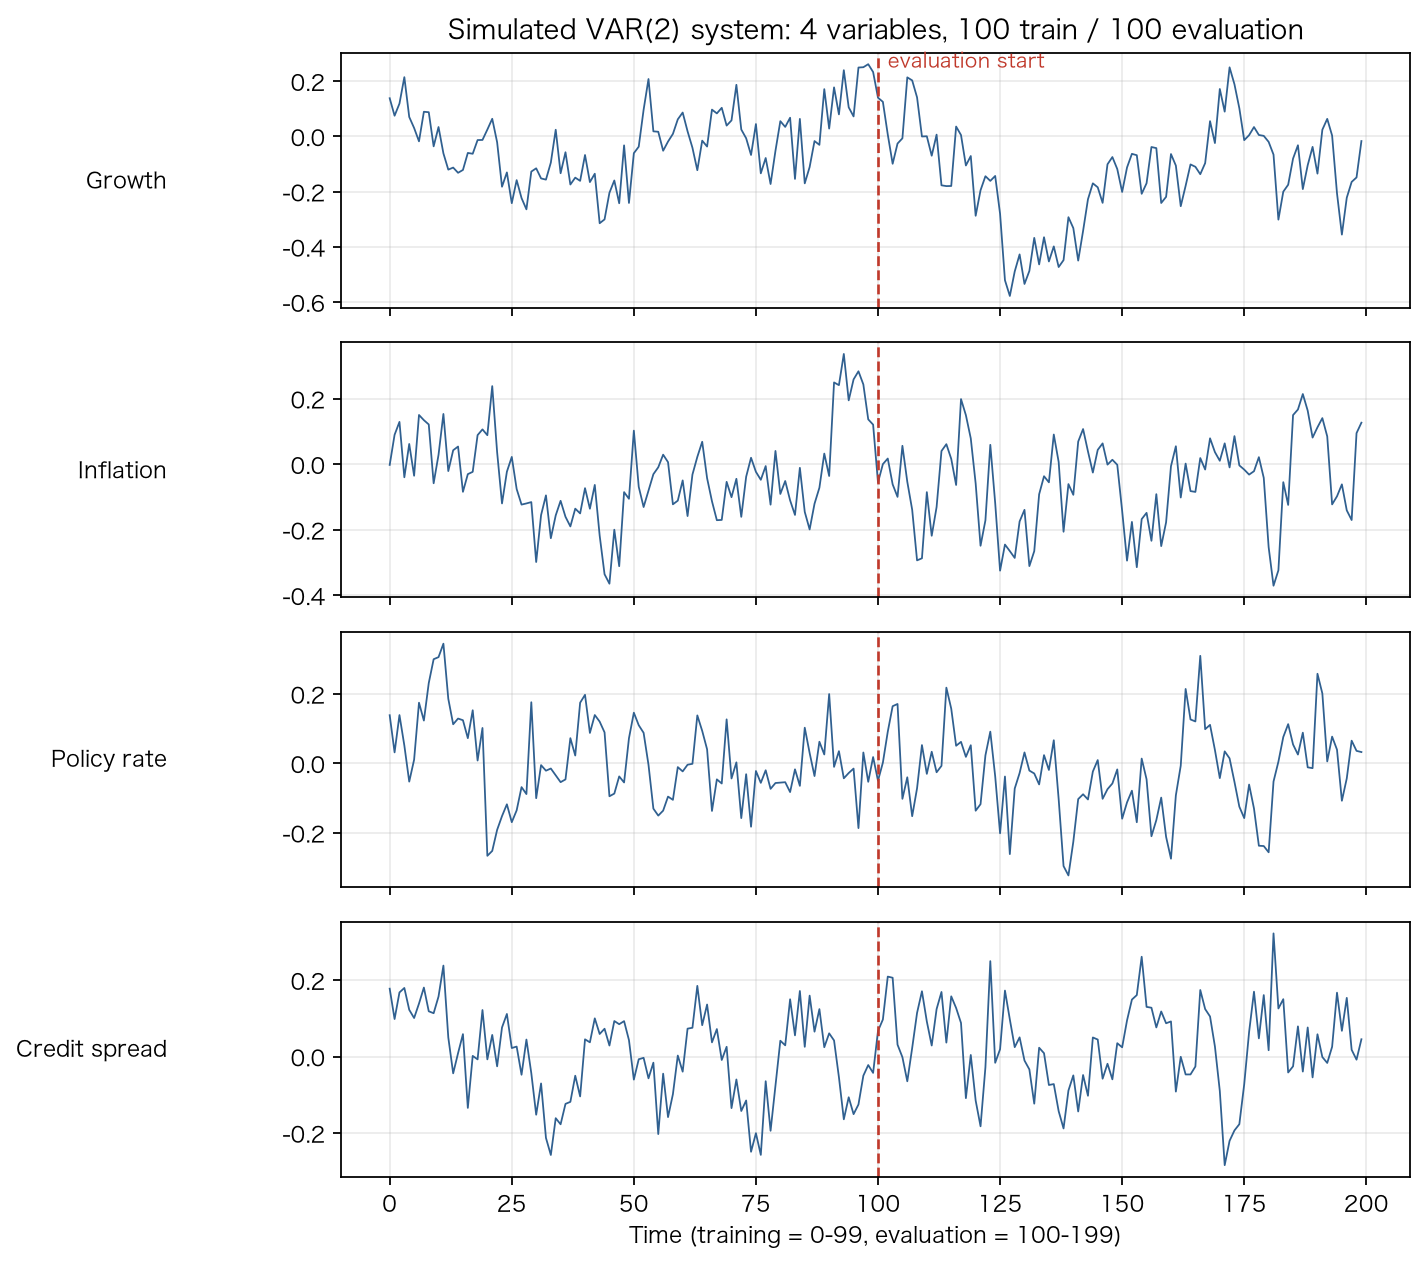 Simulated VAR(2) system: 4 variables, 100 train / 100 evaluation
evaluation start
0.2
0.0
-0.2
-0.4
-0.6
Growth
0.2
0.0
-0.2
-0.4
Inflation
0.2
0.0
-0.2
Policy rate
0.2
0.0
-0.2
Credit spread
0 25 50 75 100 125 150 175 200
Time (training = 0-99, evaluation = 100-199)